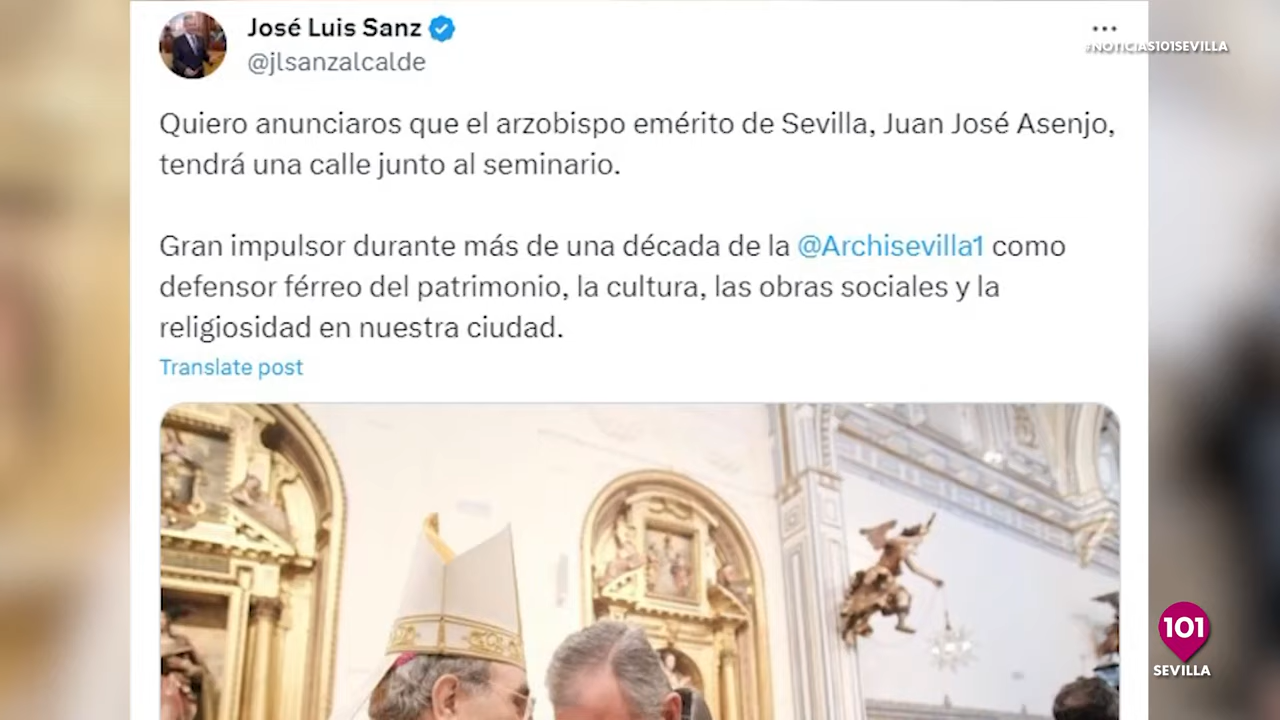 José Luis Sanz
@jlsanzalcalde
#NOTICIAS101SEVILLA
Quiero anunciaros que el arzobispo emérito de Sevilla, Juan José Asenjo,
tendrá una calle junto al seminario.
Gran impulsor durante más de una década de la @Archisevilla1 como
defensor férreo del patrimonio, la cultura, las obras sociales y la
religiosidad en nuestra ciudad.
Translate post
101
SEVILLA